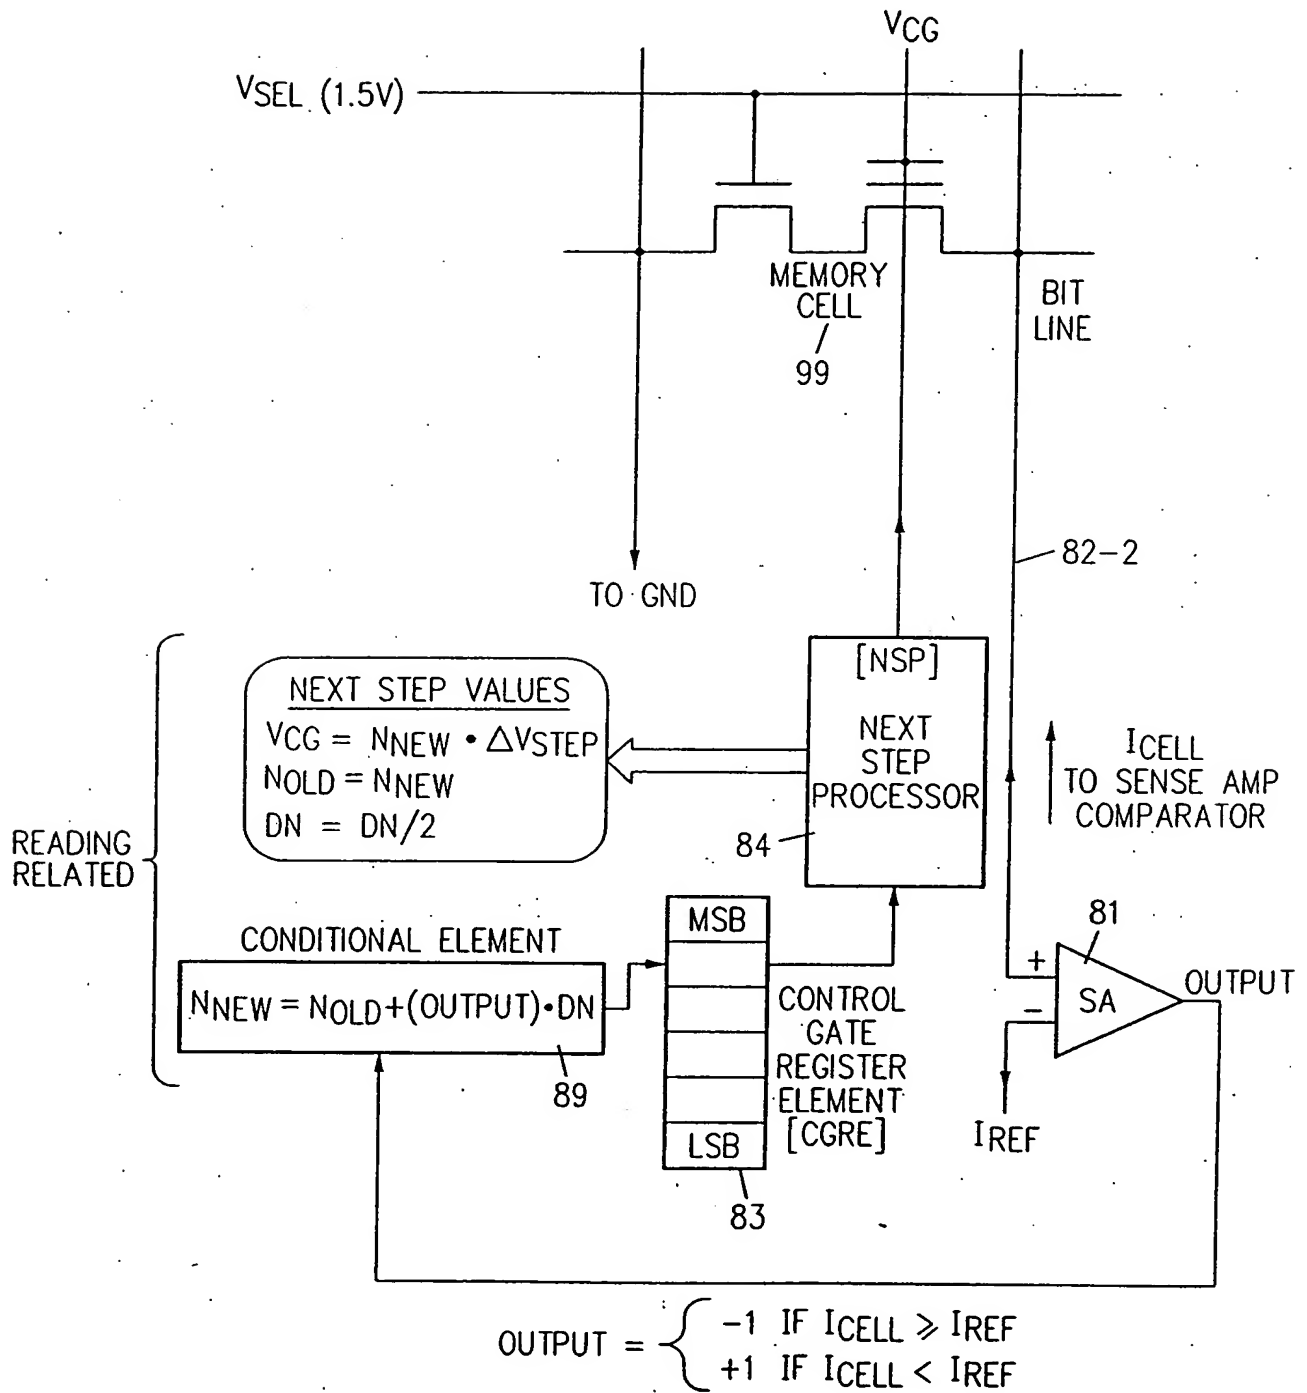 VCG
VSEL (1.5V)
MEMORY
CELL
99
BIT
LINE
82-2
TO GND
[NSP]
NEXT
STEP
PROCESSOR
84
NEXT STEP VALUES
VCG = NNEW • △VSTEP
NOLD = NNEW
DN = DN/2
ICELL
TO SENSE AMP
COMPARATOR
READING
RELATED
CONDITIONAL ELEMENT
NNEW = NOLD+(OUTPUT)•DN
89
MSB
LSB
83
CONTROL
GATE
REGISTER
ELEMENT
[CGRE]
81
+
-
SA
OUTPUT
IREF
OUTPUT = { -1 IF ICELL ⩾ IREF
+1 IF ICELL < IREF